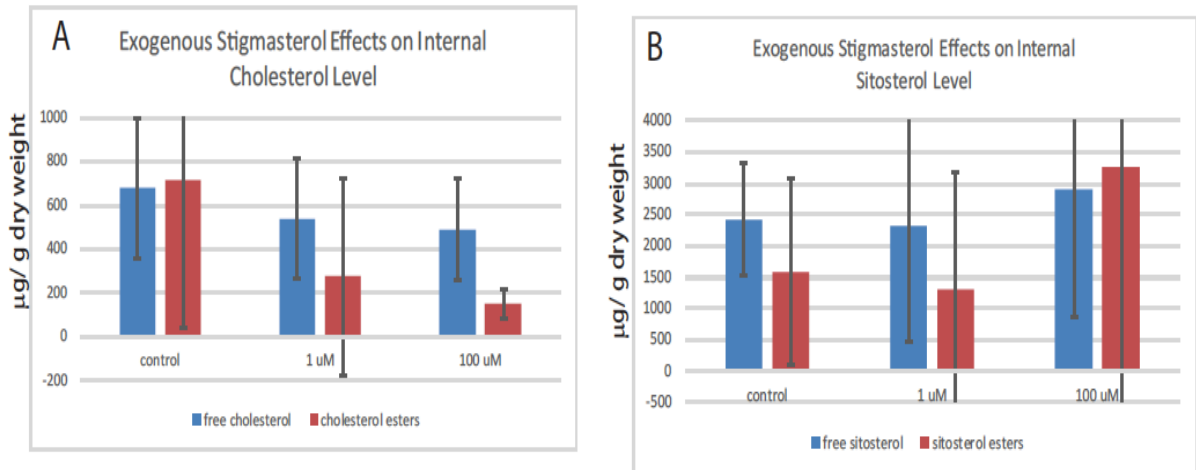 A
Exogenous Stigmasterol Effects on Internal
Cholesterol Level
µg/ g dry weight
1000
800
600
400
200
0
-200
control
1 uM
100 uM
free cholesterol
cholesterol esters
B
Exogenous Stigmasterol Effects on Internal
Sitosterol Level
µg/ g dry weight
4000
3500
3000
2500
2000
1500
1000
500
0
-500
control
1 uM
100 uM
free sitosterol
sitosterol esters